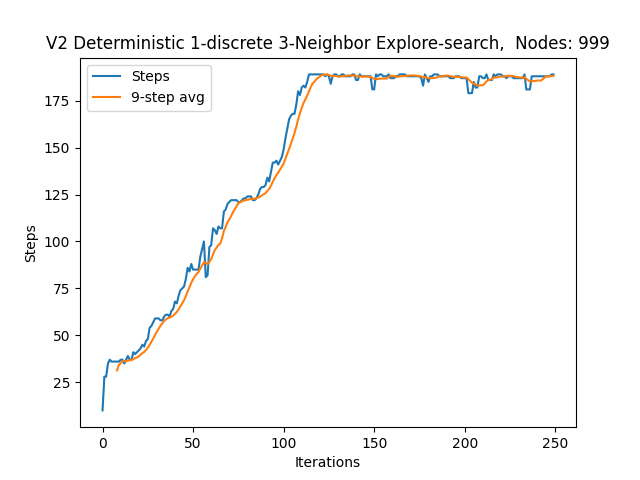 V2 Deterministic 1-discrete 3-Neighbor Explore-search,  Nodes: 999
Steps
9-step avg
175
150
125
100
75
50
25
Steps
0
50
100
150
200
250
Iterations